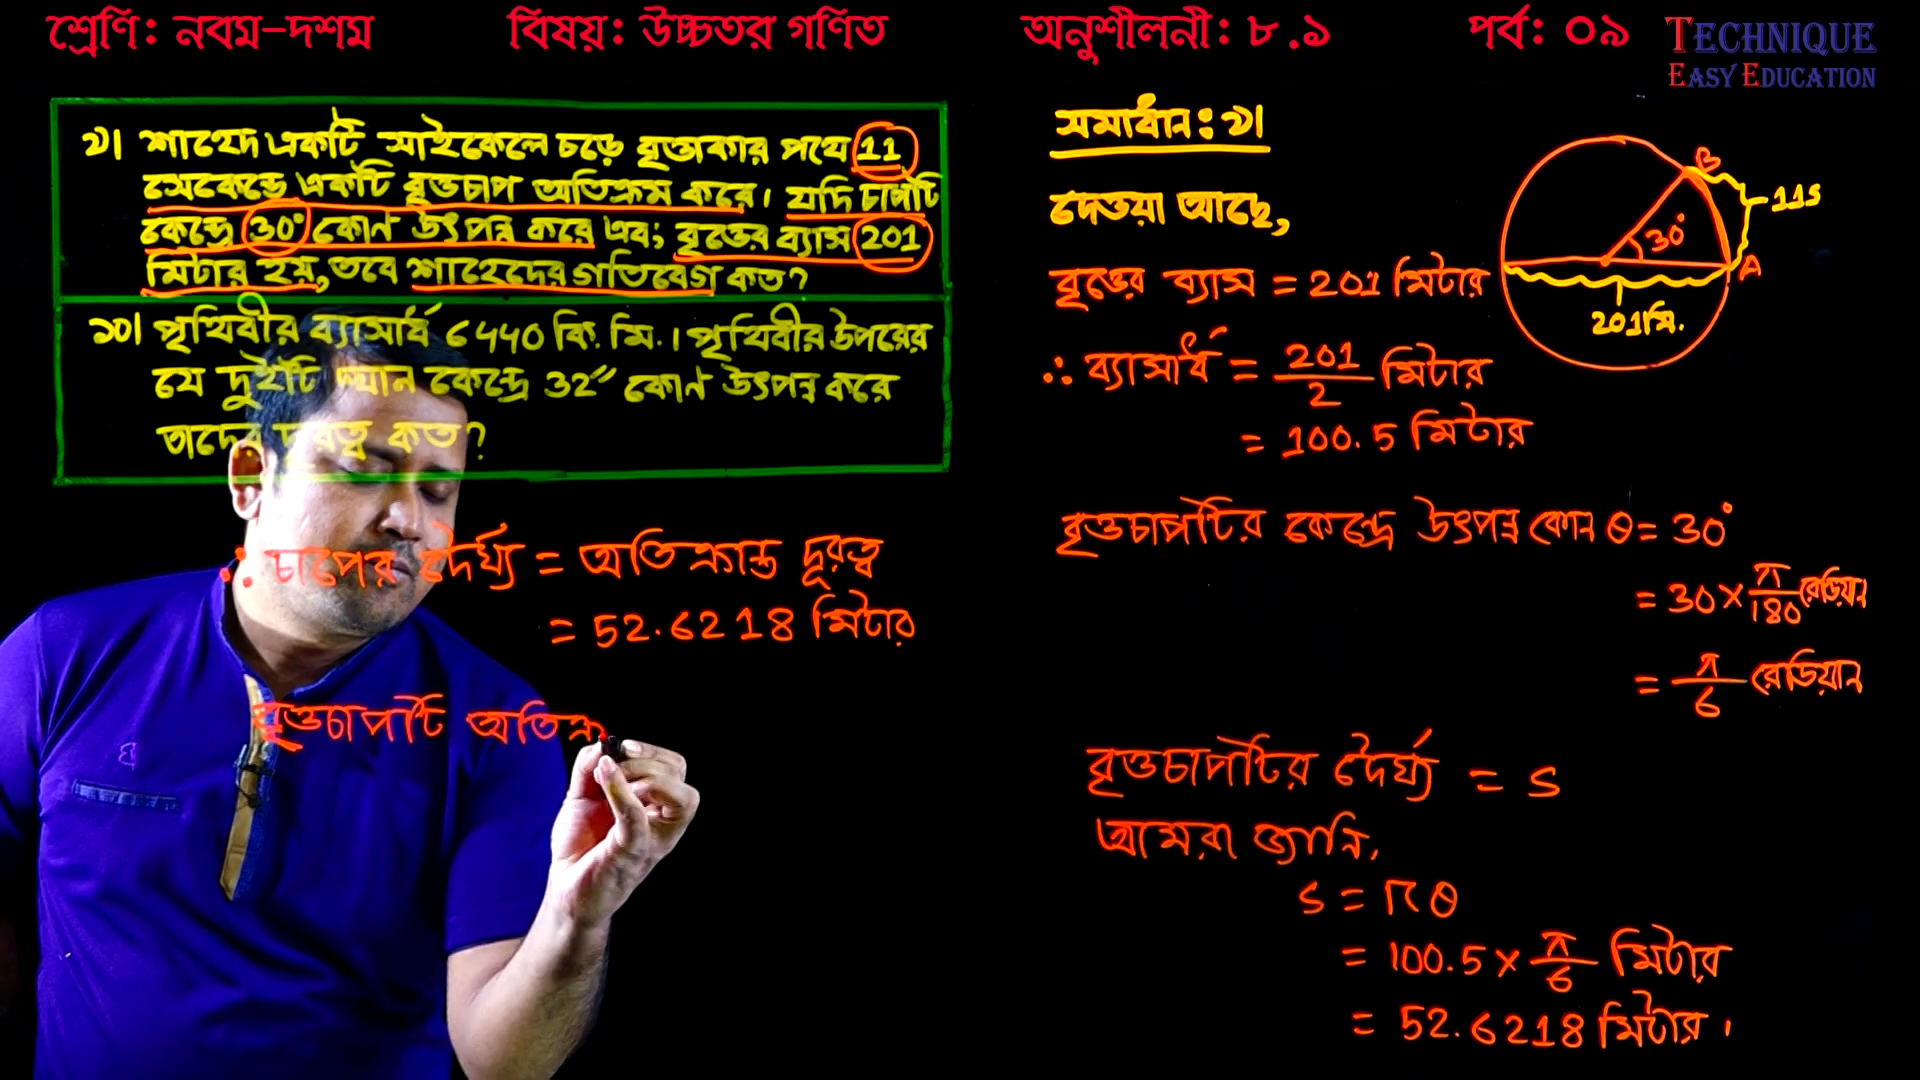 শ্রেণি: নবম-দশম বিষয়: উচ্চতর গণিত অনুশীলনী: ৮.১ পর্ব: ০৯
TECHNIQUE
EASY EDUCATION
৯। শাহেদ একটি সাইকেলে চড়ে বৃত্তাকার পথে 11
সেকেন্ডে একটি বৃত্তচাপ অতিক্রম করে। যদি চাপটি
কেন্দ্রে 30° কোণ উৎপন্ন করে এবং বৃত্তের ব্যাস 201
মিটার হয়, তবে শাহেদের গতিবেগ কত?
১০। পৃথিবীর ব্যাসার্ধ ৬৪৪০ কি. মি.। পৃথিবীর উপরের
যে দুইটি স্থান কেন্দ্রে 32" কোণ উৎপন্ন করে
তাদের দূরত্ব কত?
∴ চাপের দৈর্ঘ্য = অতিক্রান্ত দূরত্ব
= 52.6218 মিটার
বৃত্তচাপটি অতিক্র
সমাধান: ৯।
দেওয়া আছে,
বৃত্তের ব্যাস = 201 মিটার
∴ ব্যাসার্ধ = 201/2 মিটার
= 100.5 মিটার
B
11s
30°
A
201 মি.
বৃত্তচাপটির কেন্দ্রে উৎপন্ন কোন θ = 30°
= 30 × π/180 রেডিয়ান
= π/6 রেডিয়ান
বৃত্তচাপটির দৈর্ঘ্য = s
আমরা জানি,
s = rθ
= 100.5 × π/6 মিটার
= 52.6218 মিটার।